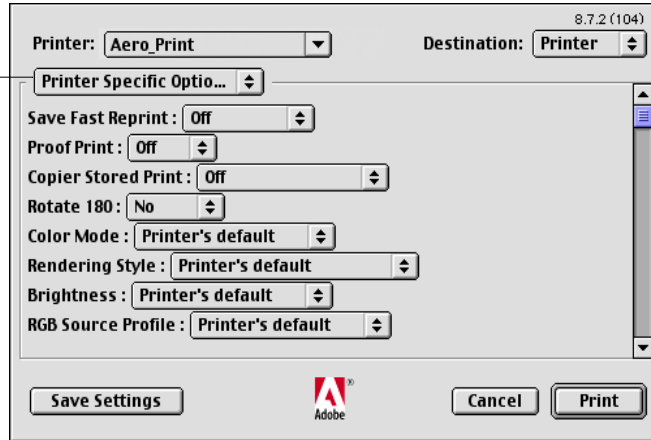 8.7.2 (104)
Printer: Aero_Print Destination: Printer
Printer Specific Optio...
Save Fast Reprint : Off
Proof Print : Off
Copier Stored Print : Off
Rotate 180 : No
Color Mode : Printer's default
Rendering Style : Printer's default
Brightness : Printer's default
RGB Source Profile : Printer's default
Save Settings Adobe® Cancel Print